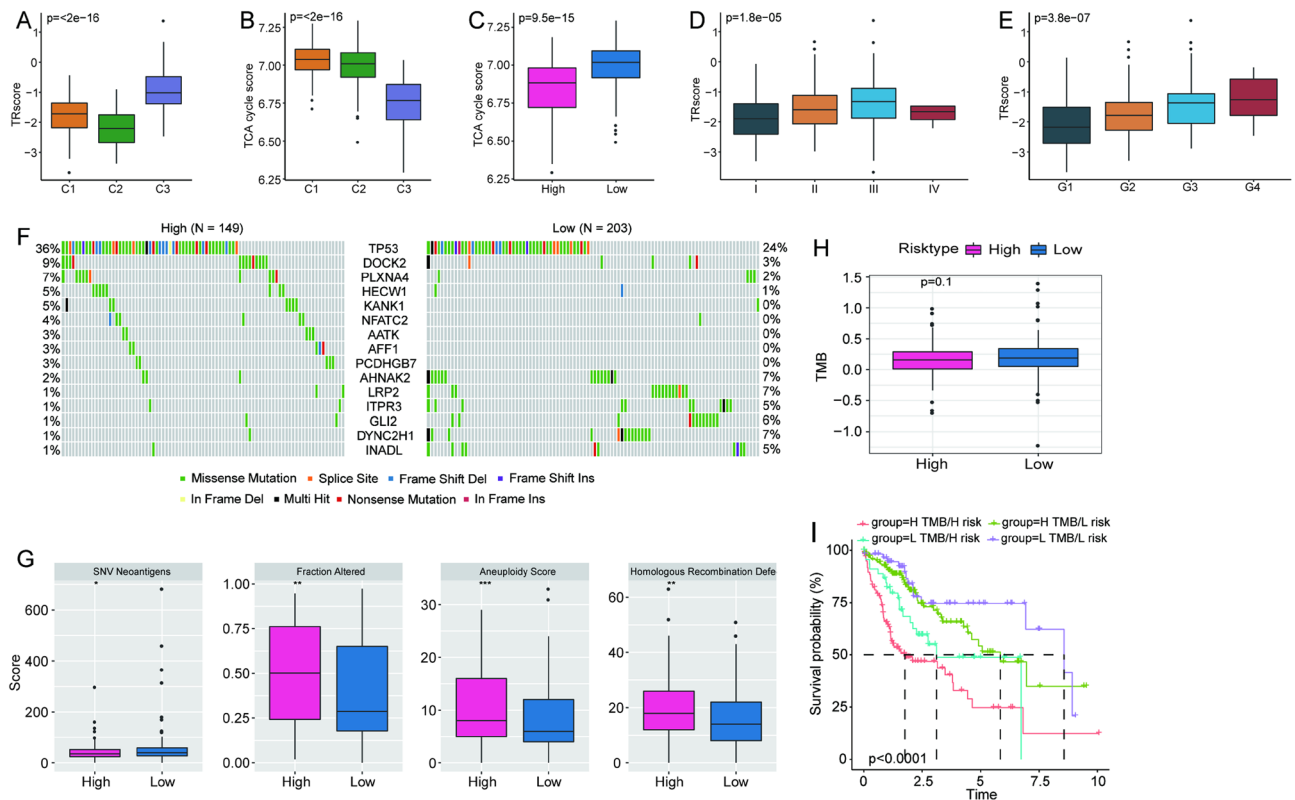 A
p=<2e-16
TRscore
−1
−2
−3
C1 C2 C3
B
p=<2e-16
TCA cycle score
7.25
7.00
6.75
6.50
6.25
C1 C2 C3
C
p=9.5e-15
TCA cycle score
7.25
7.00
6.75
6.50
6.25
High Low
D
p=1.8e-05
TRscore
1
0
−1
−2
−3
I II III IV
E
p=3.8e-07
TRscore
1
0
−1
−2
−3
G1 G2 G3 G4
F
High (N = 149) Low (N = 203)
36% TP53 24%
9% DOCK2 3%
7% PLXNA4 2%
5% HECW1 1%
5% KANK1 0%
4% NFATC2 0%
3% AATK 0%
3% AFF1 0%
3% PCDHGB7 0%
2% AHNAK2 7%
1% LRP2 7%
1% ITPR3 5%
1% GLI2 6%
1% DYNC2H1 7%
1% INADL 5%
Missense Mutation Splice Site Frame Shift Del Frame Shift Ins
In Frame Del Multi Hit Nonsense Mutation In Frame Ins
G
Score
SNV Neoantigens
*
600
400
200
0
High Low
Fraction Altered
**
1.00
0.75
0.50
0.25
0.00
High Low
Aneuploidy Score
***
30
20
10
0
High Low
Homologous Recombination Defe
**
60
40
20
0
High Low
H
Risktype High Low
p=0.1
TMB
1.5
1.0
0.5
0.0
−0.5
−1.0
High Low
I
group=H TMB/H risk group=H TMB/L risk
group=L TMB/H risk group=L TMB/L risk
Survival probability (%)
100
75
50
25
0
p<0.0001
0 2.5 5 7.5 10
Time